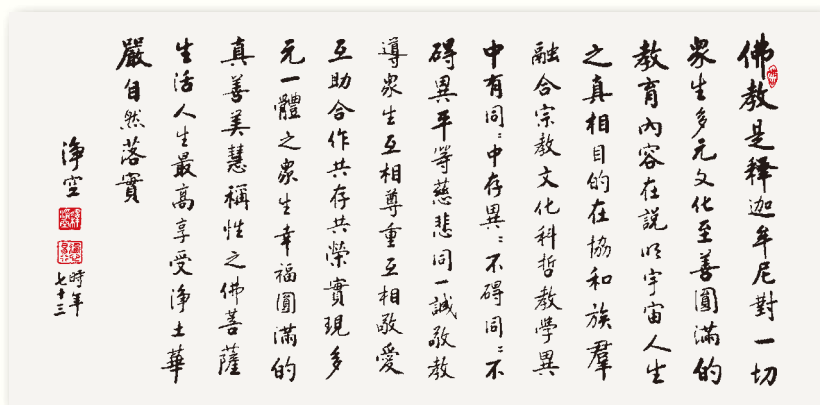 佛教是釋迦牟尼對一切
眾生多元文化至善圓滿的
教育內容在說明宇宙人生
之真相目的在協和族羣
融合宗教文化科哲教學異
中有同：中存異：不碍同：不
碍異平等慈悲同一誠敬教
導眾生互相尊重互相敬愛
互助合作共存共榮實現多
元一體之眾生幸福圓滿的
真善美慧稱性之佛菩薩
生活人生最高享受淨土華
嚴自然落實
淨空
時年
七十三